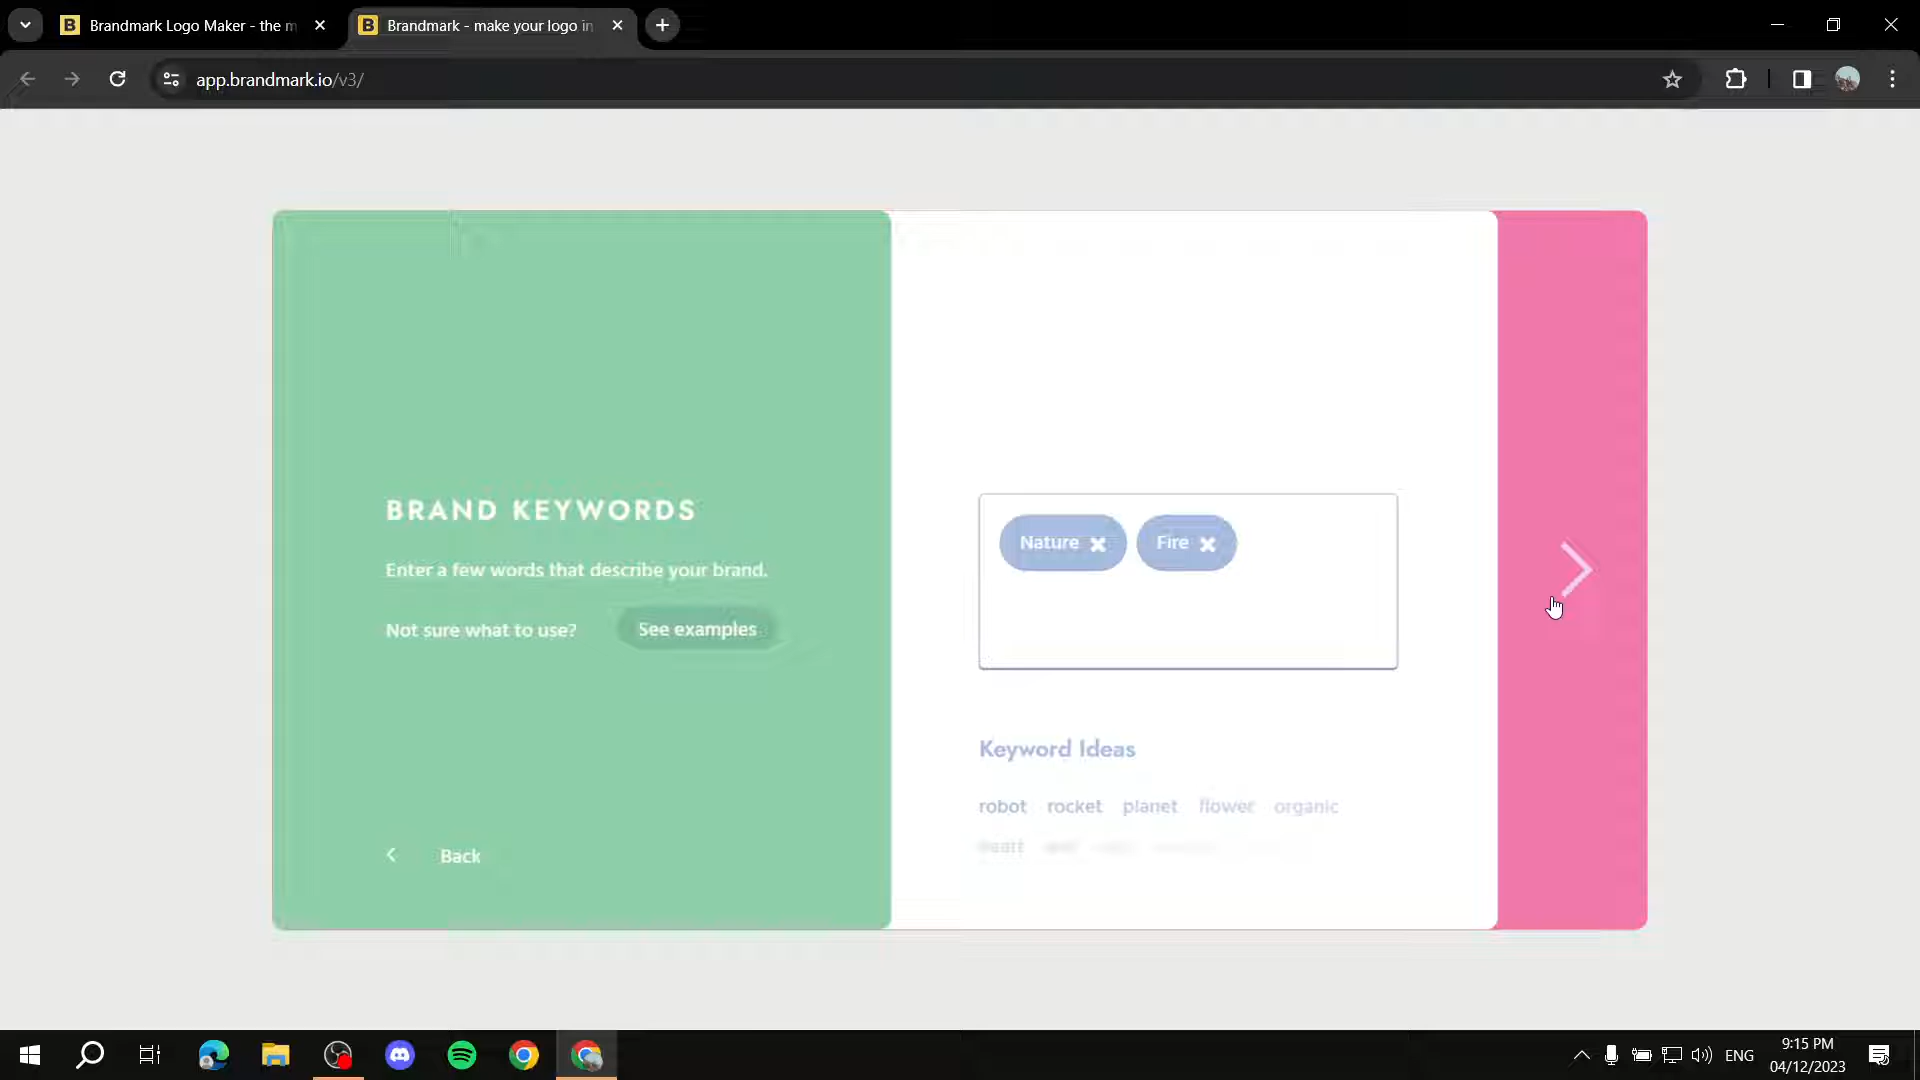 Brandmark Logo Maker - the m
Brandmark - make your logo in
app.brandmark.io/v3/
BRAND KEYWORDS
Enter a few words that describe your brand.
Not sure what to use?
See examples
Back
Nature
Fire
Keyword Ideas
robot rocket planet flower organic
heart
ENG
9:15 PM
04/12/2023